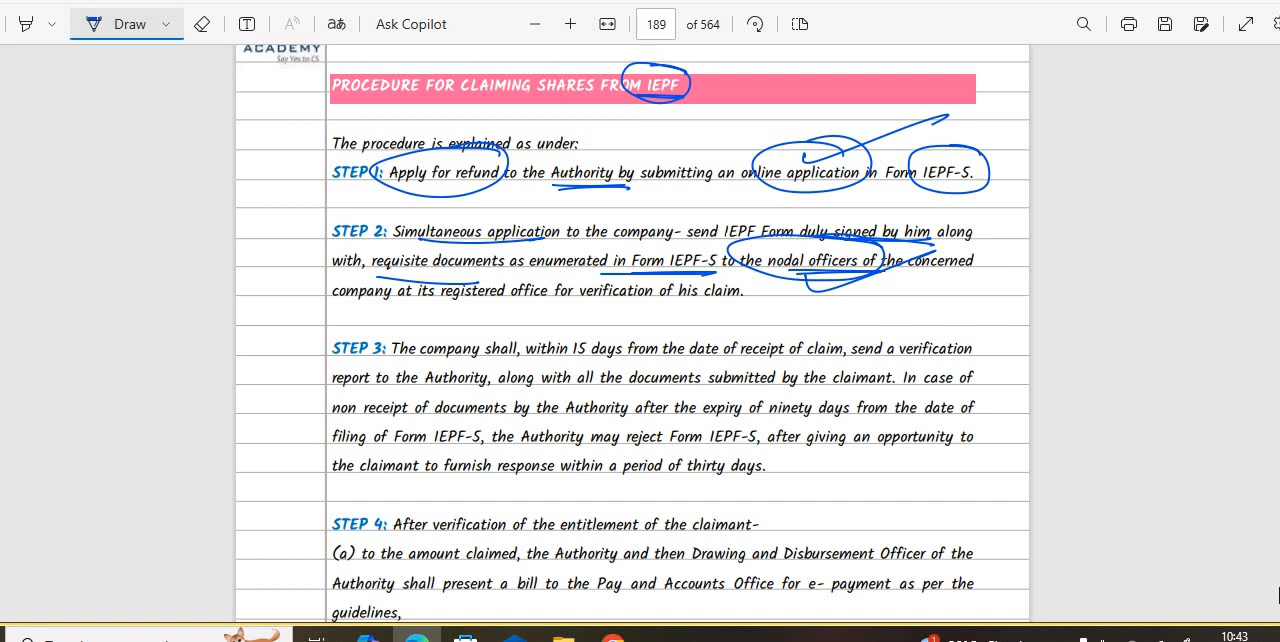 Draw
Ask Copilot
189 of 564
ACADEMY
Say Yes to CS
PROCEDURE FOR CLAIMING SHARES FROM IEPF
The procedure is explained as under:
STEP 1: Apply for refund to the Authority by submitting an online application in Form IEPF-5.
STEP 2: Simultaneous application to the company- send IEPF Form duly signed by him along
with, requisite documents as enumerated in Form IEPF-5 to the nodal officers of the concerned
company at its registered office for verification of his claim.
STEP 3: The company shall, within 15 days from the date of receipt of claim, send a verification
report to the Authority, along with all the documents submitted by the claimant. In case of
non receipt of documents by the Authority after the expiry of ninety days from the date of
filing of Form IEPF-5, the Authority may reject Form IEPF-5, after giving an opportunity to
the claimant to furnish response within a period of thirty days.
STEP 4: After verification of the entitlement of the claimant-
(a) to the amount claimed, the Authority and then Drawing and Disbursement Officer of the
Authority shall present a bill to the Pay and Accounts Office for e- payment as per the
guidelines,
10:43